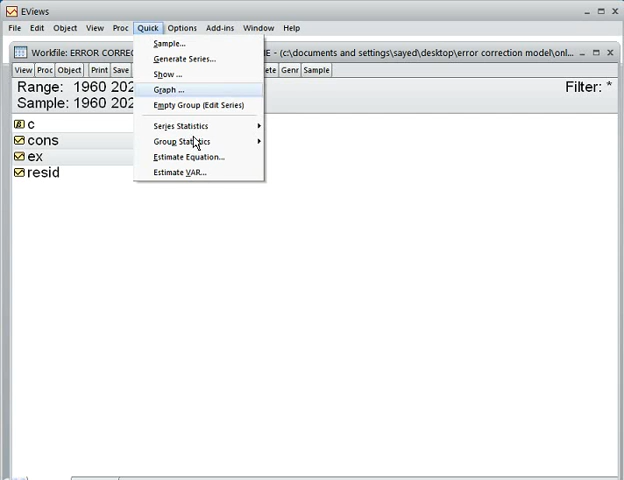 EViews
File Edit Object View Proc Quick Options Add-ins Window Help
Workfile: ERROR CORREC
E - (c:\documents and settings\sayed\desktop\error correction model\onl...
View Proc Object Print Save
ete Genr Sample
Range: 1960 202
Filter: *
Sample: 1960 202
Sample...
Generate Series...
Show ...
Graph ...
Empty Group (Edit Series)
Series Statistics
Group Statistics
Estimate Equation...
Estimate VAR...
c
cons
ex
resid